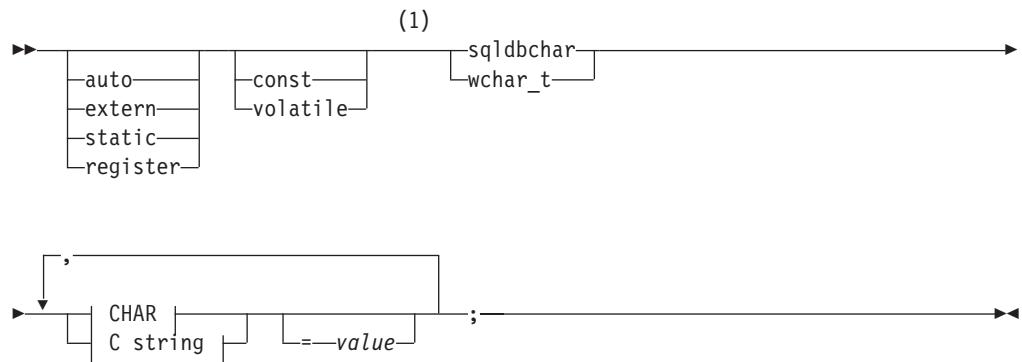 (1)
sqldbchar
auto const wchar_t
extern volatile
static
register
,
CHAR ;
C string = value